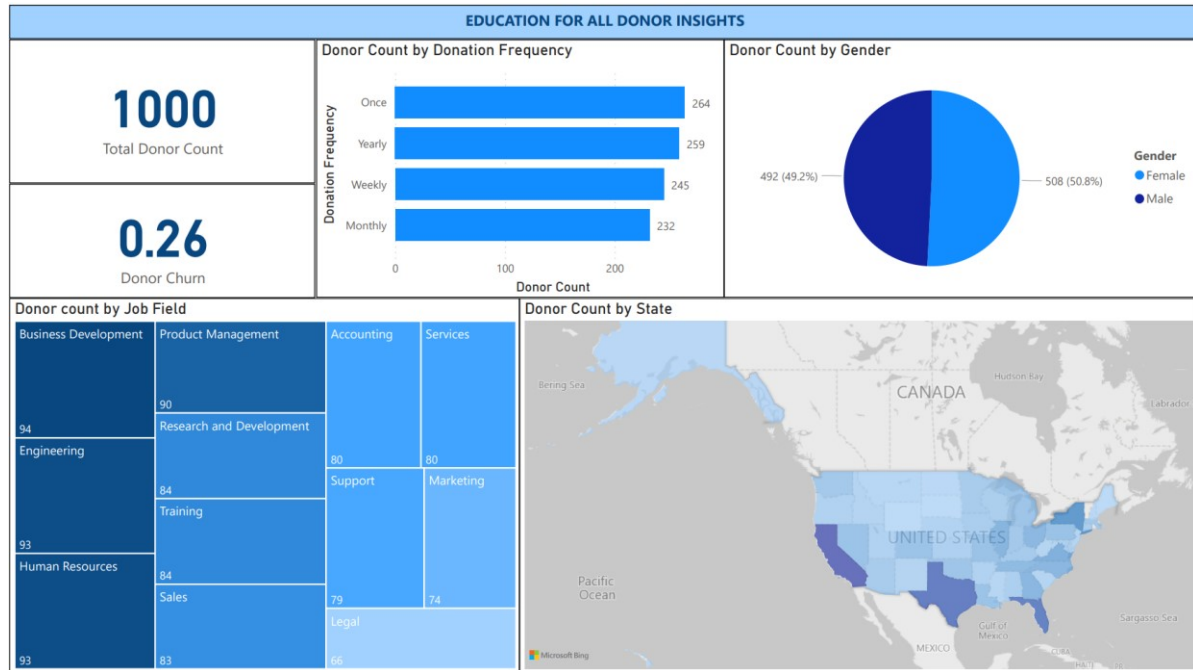 EDUCATION FOR ALL DONOR INSIGHTS
1000
Total Donor Count
0.26
Donor Churn
Donor Count by Donation Frequency
Donation Frequency
Once
264
Yearly
259
Weekly
245
Monthly
232
0
100
200
Donor Count
Donor Count by Gender
492 (49.2%)
508 (50.8%)
Gender
Female
Male
Donor count by Job Field
Business Development
94
Engineering
93
Human Resources
93
Product Management
90
Research and Development
84
Training
84
Sales
83
Accounting
80
Services
80
Support
79
Marketing
74
Legal
66
Donor Count by State
Bering Sea
CANADA
Hudson Bay
Labrador
UNITED STATES
Pacific
Ocean
Gulf of
Mexico
Sargasso Sea
MEXICO
CUBA
Microsoft Bing